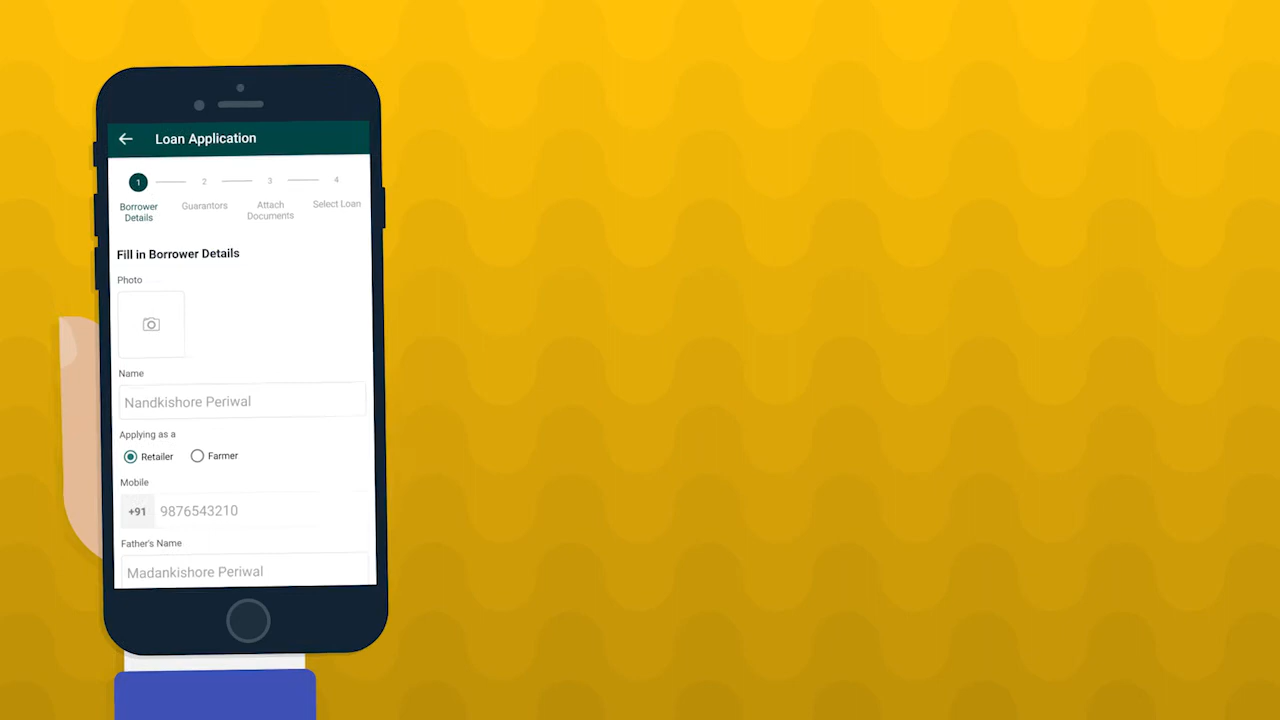 Loan Application
1 2 3 4
Borrower Details
Guarantors
Attach Documents
Select Loan
Fill in Borrower Details
Photo
Name
Nandkishore Periwal
Applying as a
Retailer Farmer
Mobile
+91 9876543210
Father's Name
Madankishore Periwal